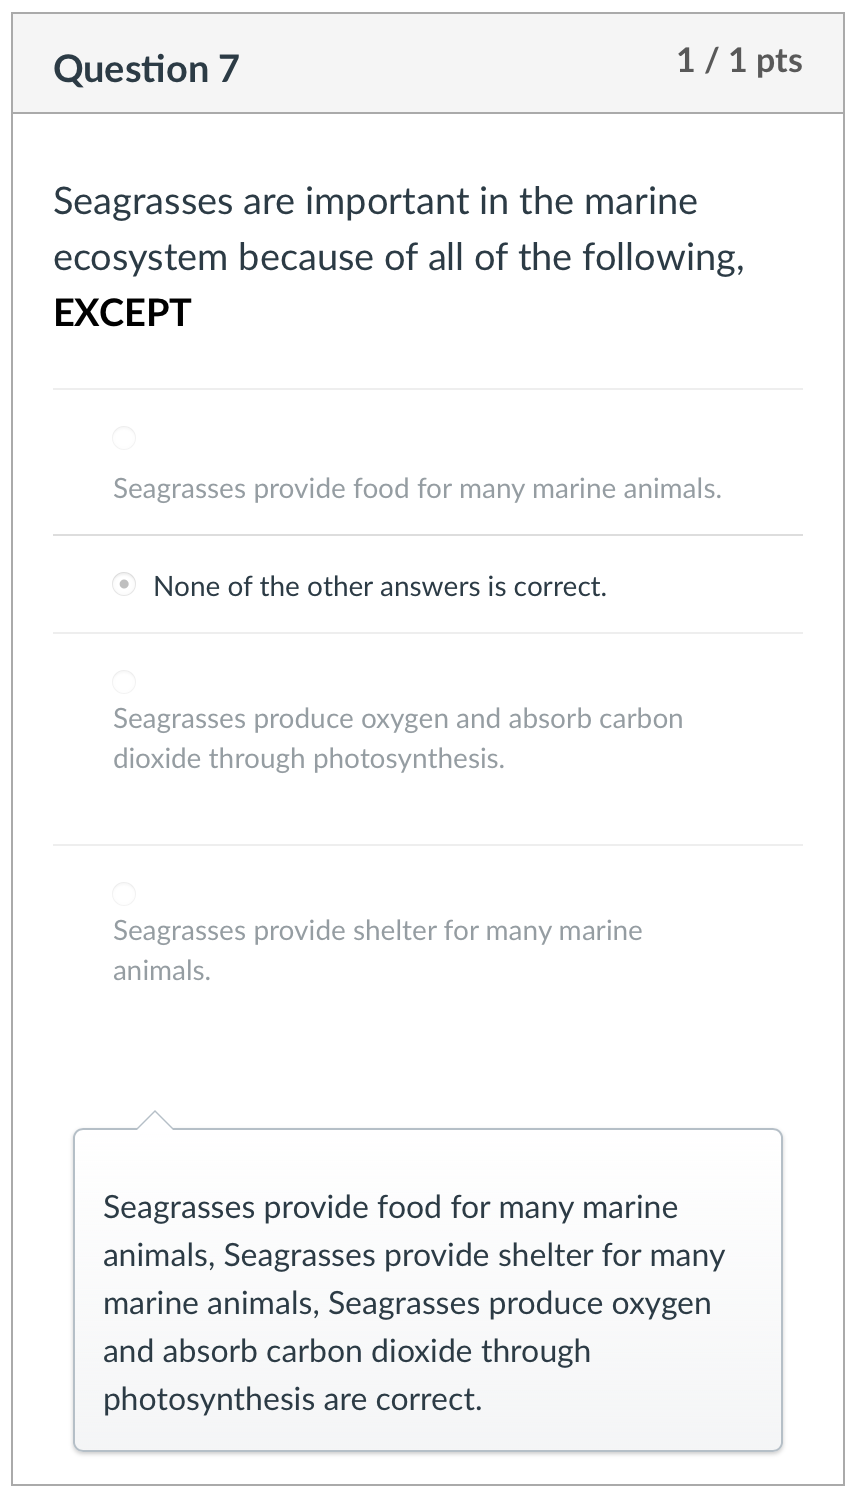 Question 7
1 / 1 pts
Seagrasses are important in the marine
ecosystem because of all of the following,
EXCEPT
Seagrasses provide food for many marine animals.
None of the other answers is correct.
Seagrasses produce oxygen and absorb carbon
dioxide through photosynthesis.
Seagrasses provide shelter for many marine
animals.
Seagrasses provide food for many marine
animals, Seagrasses provide shelter for many
marine animals, Seagrasses produce oxygen
and absorb carbon dioxide through
photosynthesis are correct.